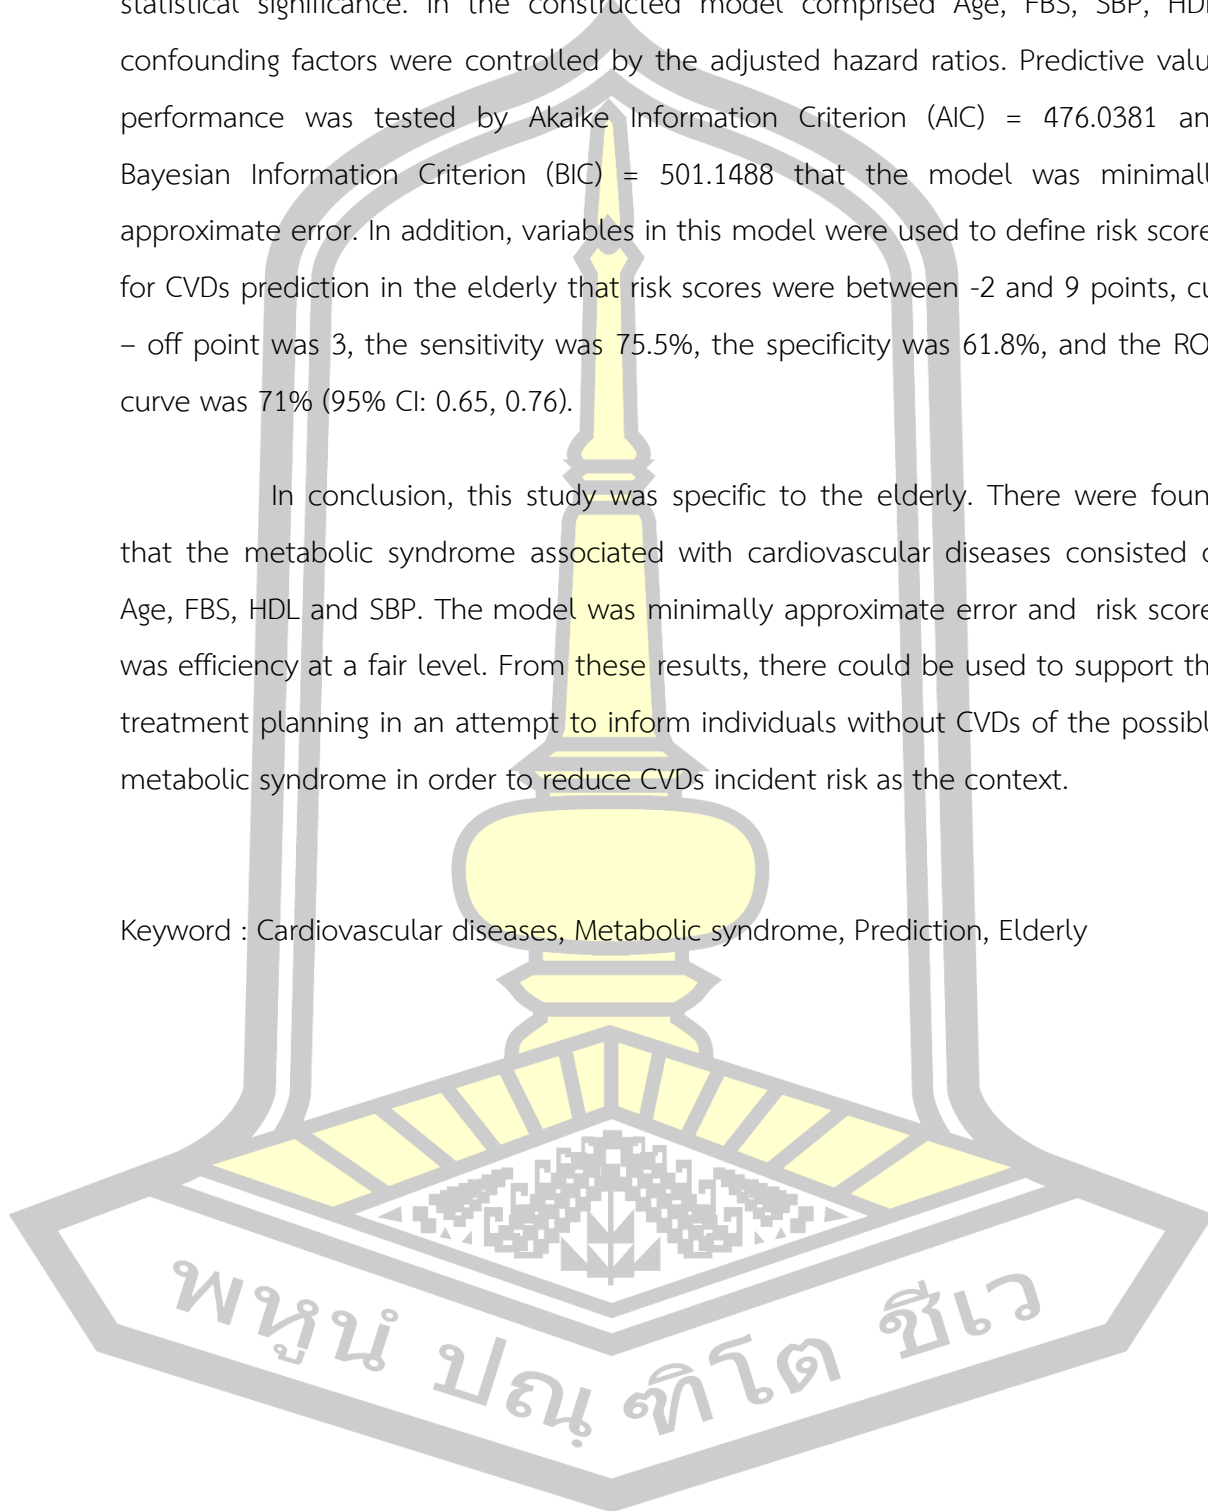 statistical significance. In the constructed model comprised Age, FBS, SBP, HDL
confounding factors were controlled by the adjusted hazard ratios. Predictive valu
performance was tested by Akaike Information Criterion (AIC) = 476.0381 an
Bayesian Information Criterion (BIC) = 501.1488 that the model was minimall
approximate error. In addition, variables in this model were used to define risk score
for CVDs prediction in the elderly that risk scores were between -2 and 9 points, cu
– off point was 3, the sensitivity was 75.5%, the specificity was 61.8%, and the RO
curve was 71% (95% CI: 0.65, 0.76).
In conclusion, this study was specific to the elderly. There were foun
that the metabolic syndrome associated with cardiovascular diseases consisted o
Age, FBS, HDL and SBP. The model was minimally approximate error and risk score
was efficiency at a fair level. From these results, there could be used to support th
treatment planning in an attempt to inform individuals without CVDs of the possibl
metabolic syndrome in order to reduce CVDs incident risk as the context.
Keyword : Cardiovascular diseases, Metabolic syndrome, Prediction, Elderly
พหูนํ ปณฺฑิโต ชีเว